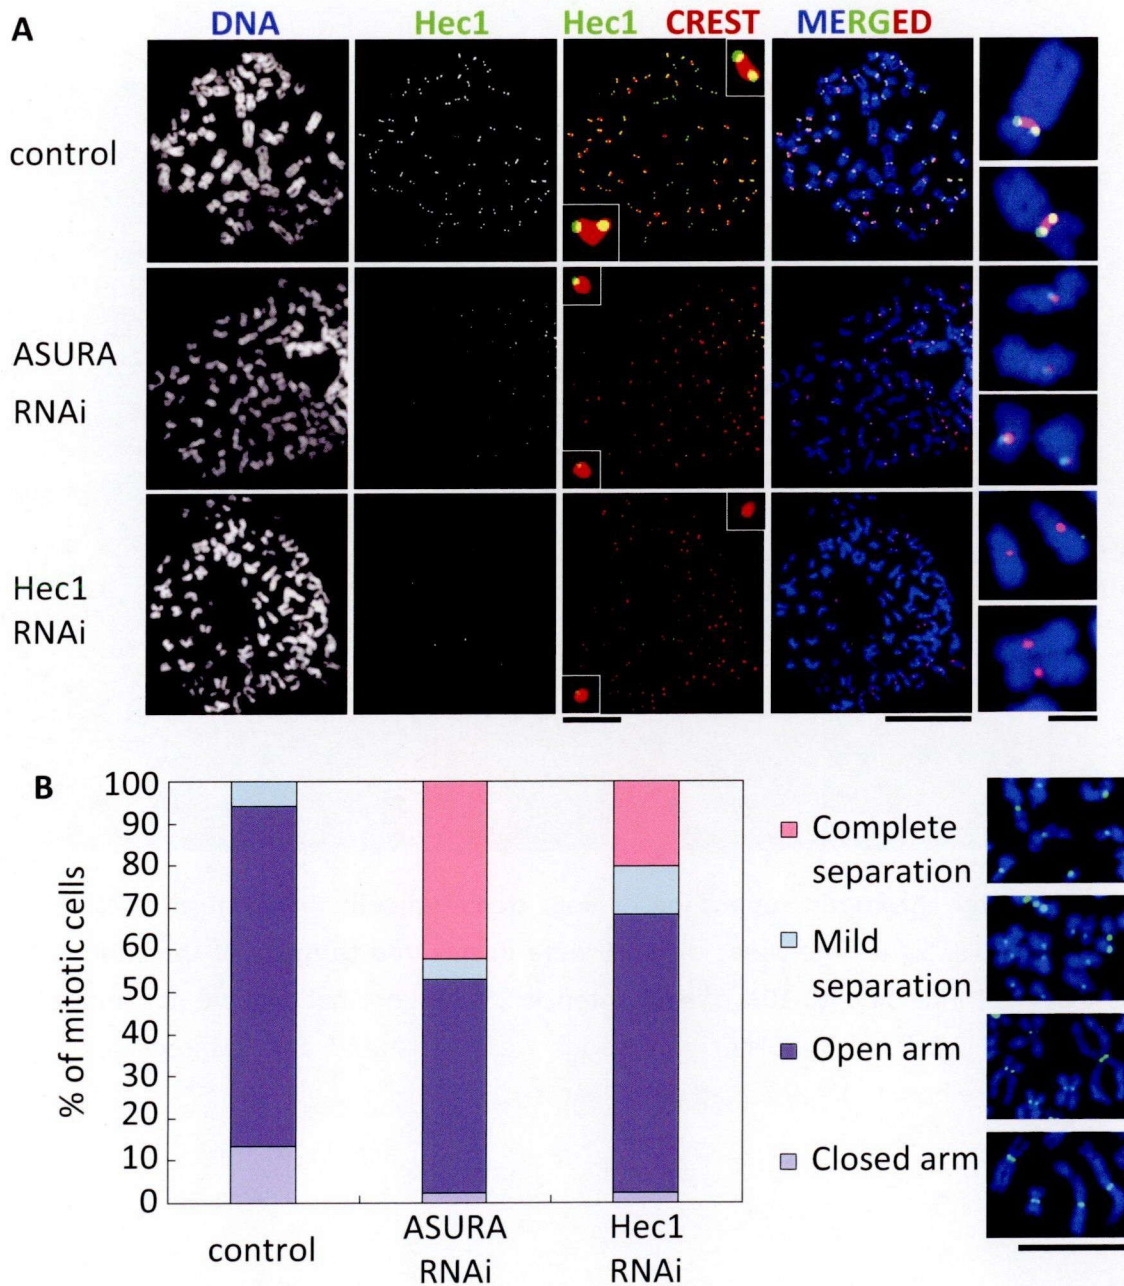 A
DNA Hec1 Hec1 CREST MERGED
control
ASURA
RNAi
Hec1
RNAi
B
% of mitotic cells
100
90
80
70
60
50
40
30
20
10
0
control
ASURA
RNAi
Hec1
RNAi
Complete
separation
Mild
separation
Open arm
Closed arm